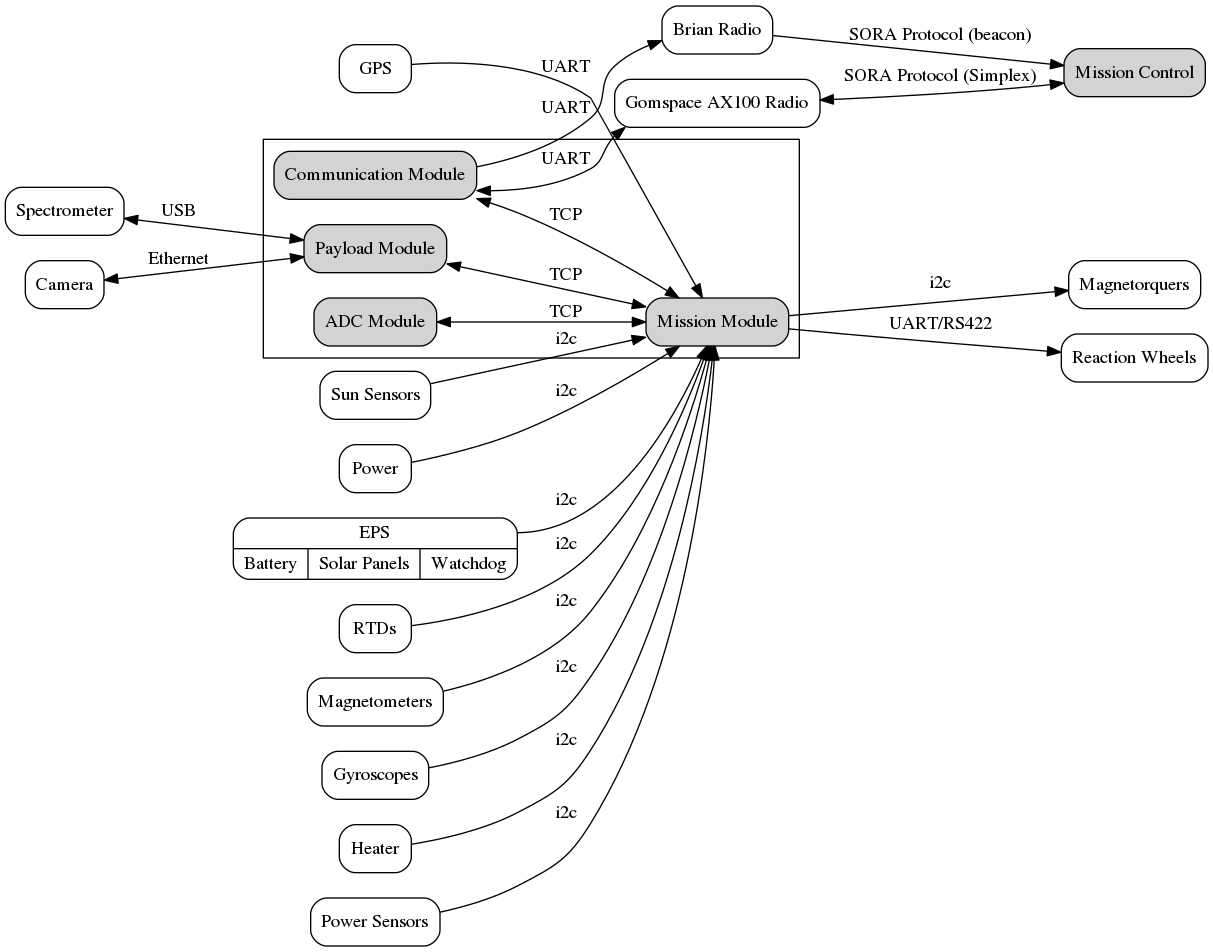 Brian Radio
SORA Protocol (beacon)
GPS
UART
Mission Control
SORA Protocol (Simplex)
Gomspace AX100 Radio
UART
UART
Communication Module
Spectrometer
USB
TCP
Payload Module
Ethernet
Camera
TCP
i2c
Magnetorquers
ADC Module
TCP
Mission Module
UART/RS422
i2c
Reaction Wheels
Sun Sensors
i2c
Power
i2c
EPS
i2c
Battery
Solar Panels
Watchdog
i2c
RTDs
i2c
Magnetometers
i2c
Gyroscopes
i2c
Heater
Power Sensors